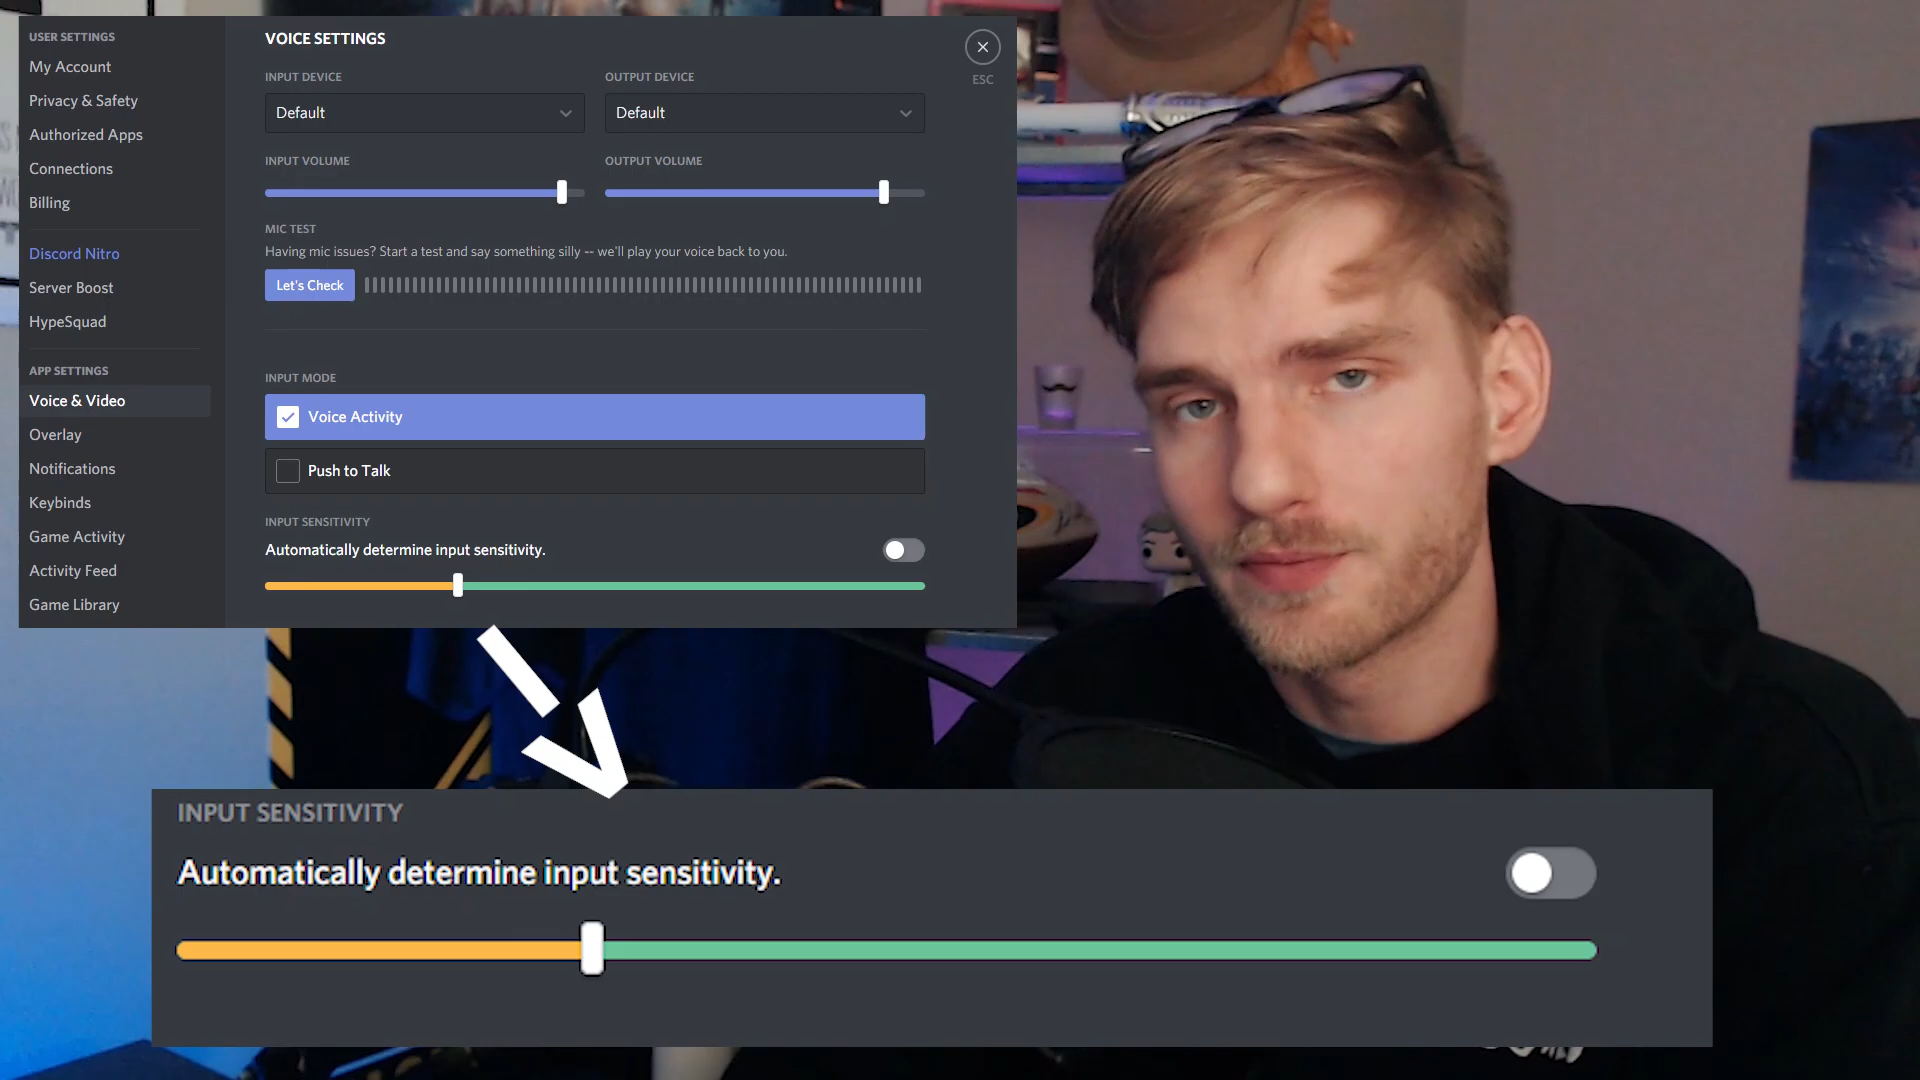 USER SETTINGS
My Account
Privacy & Safety
Authorized Apps
Connections
Billing
Discord Nitro
Server Boost
HypeSquad
APP SETTINGS
Voice & Video
Overlay
Notifications
Keybinds
Game Activity
Activity Feed
Game Library
VOICE SETTINGS
ESC
INPUT DEVICE
OUTPUT DEVICE
Default
Default
INPUT VOLUME
OUTPUT VOLUME
MIC TEST
Having mic issues? Start a test and say something silly -- we'll play your voice back to you.
Let's Check
INPUT MODE
Voice Activity
Push to Talk
INPUT SENSITIVITY
Automatically determine input sensitivity.
INPUT SENSITIVITY
Automatically determine input sensitivity.